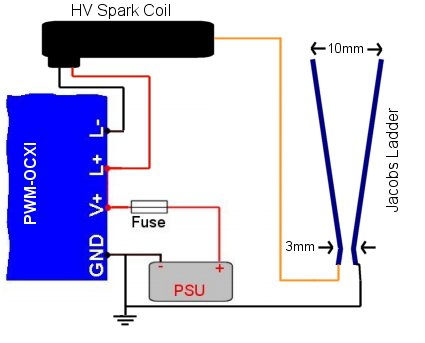 HV Spark Coil
10mm
L-
L+
PWM-OCXI
V+
Fuse
GND
Jacobs Ladder
3mm
-
+
PSU